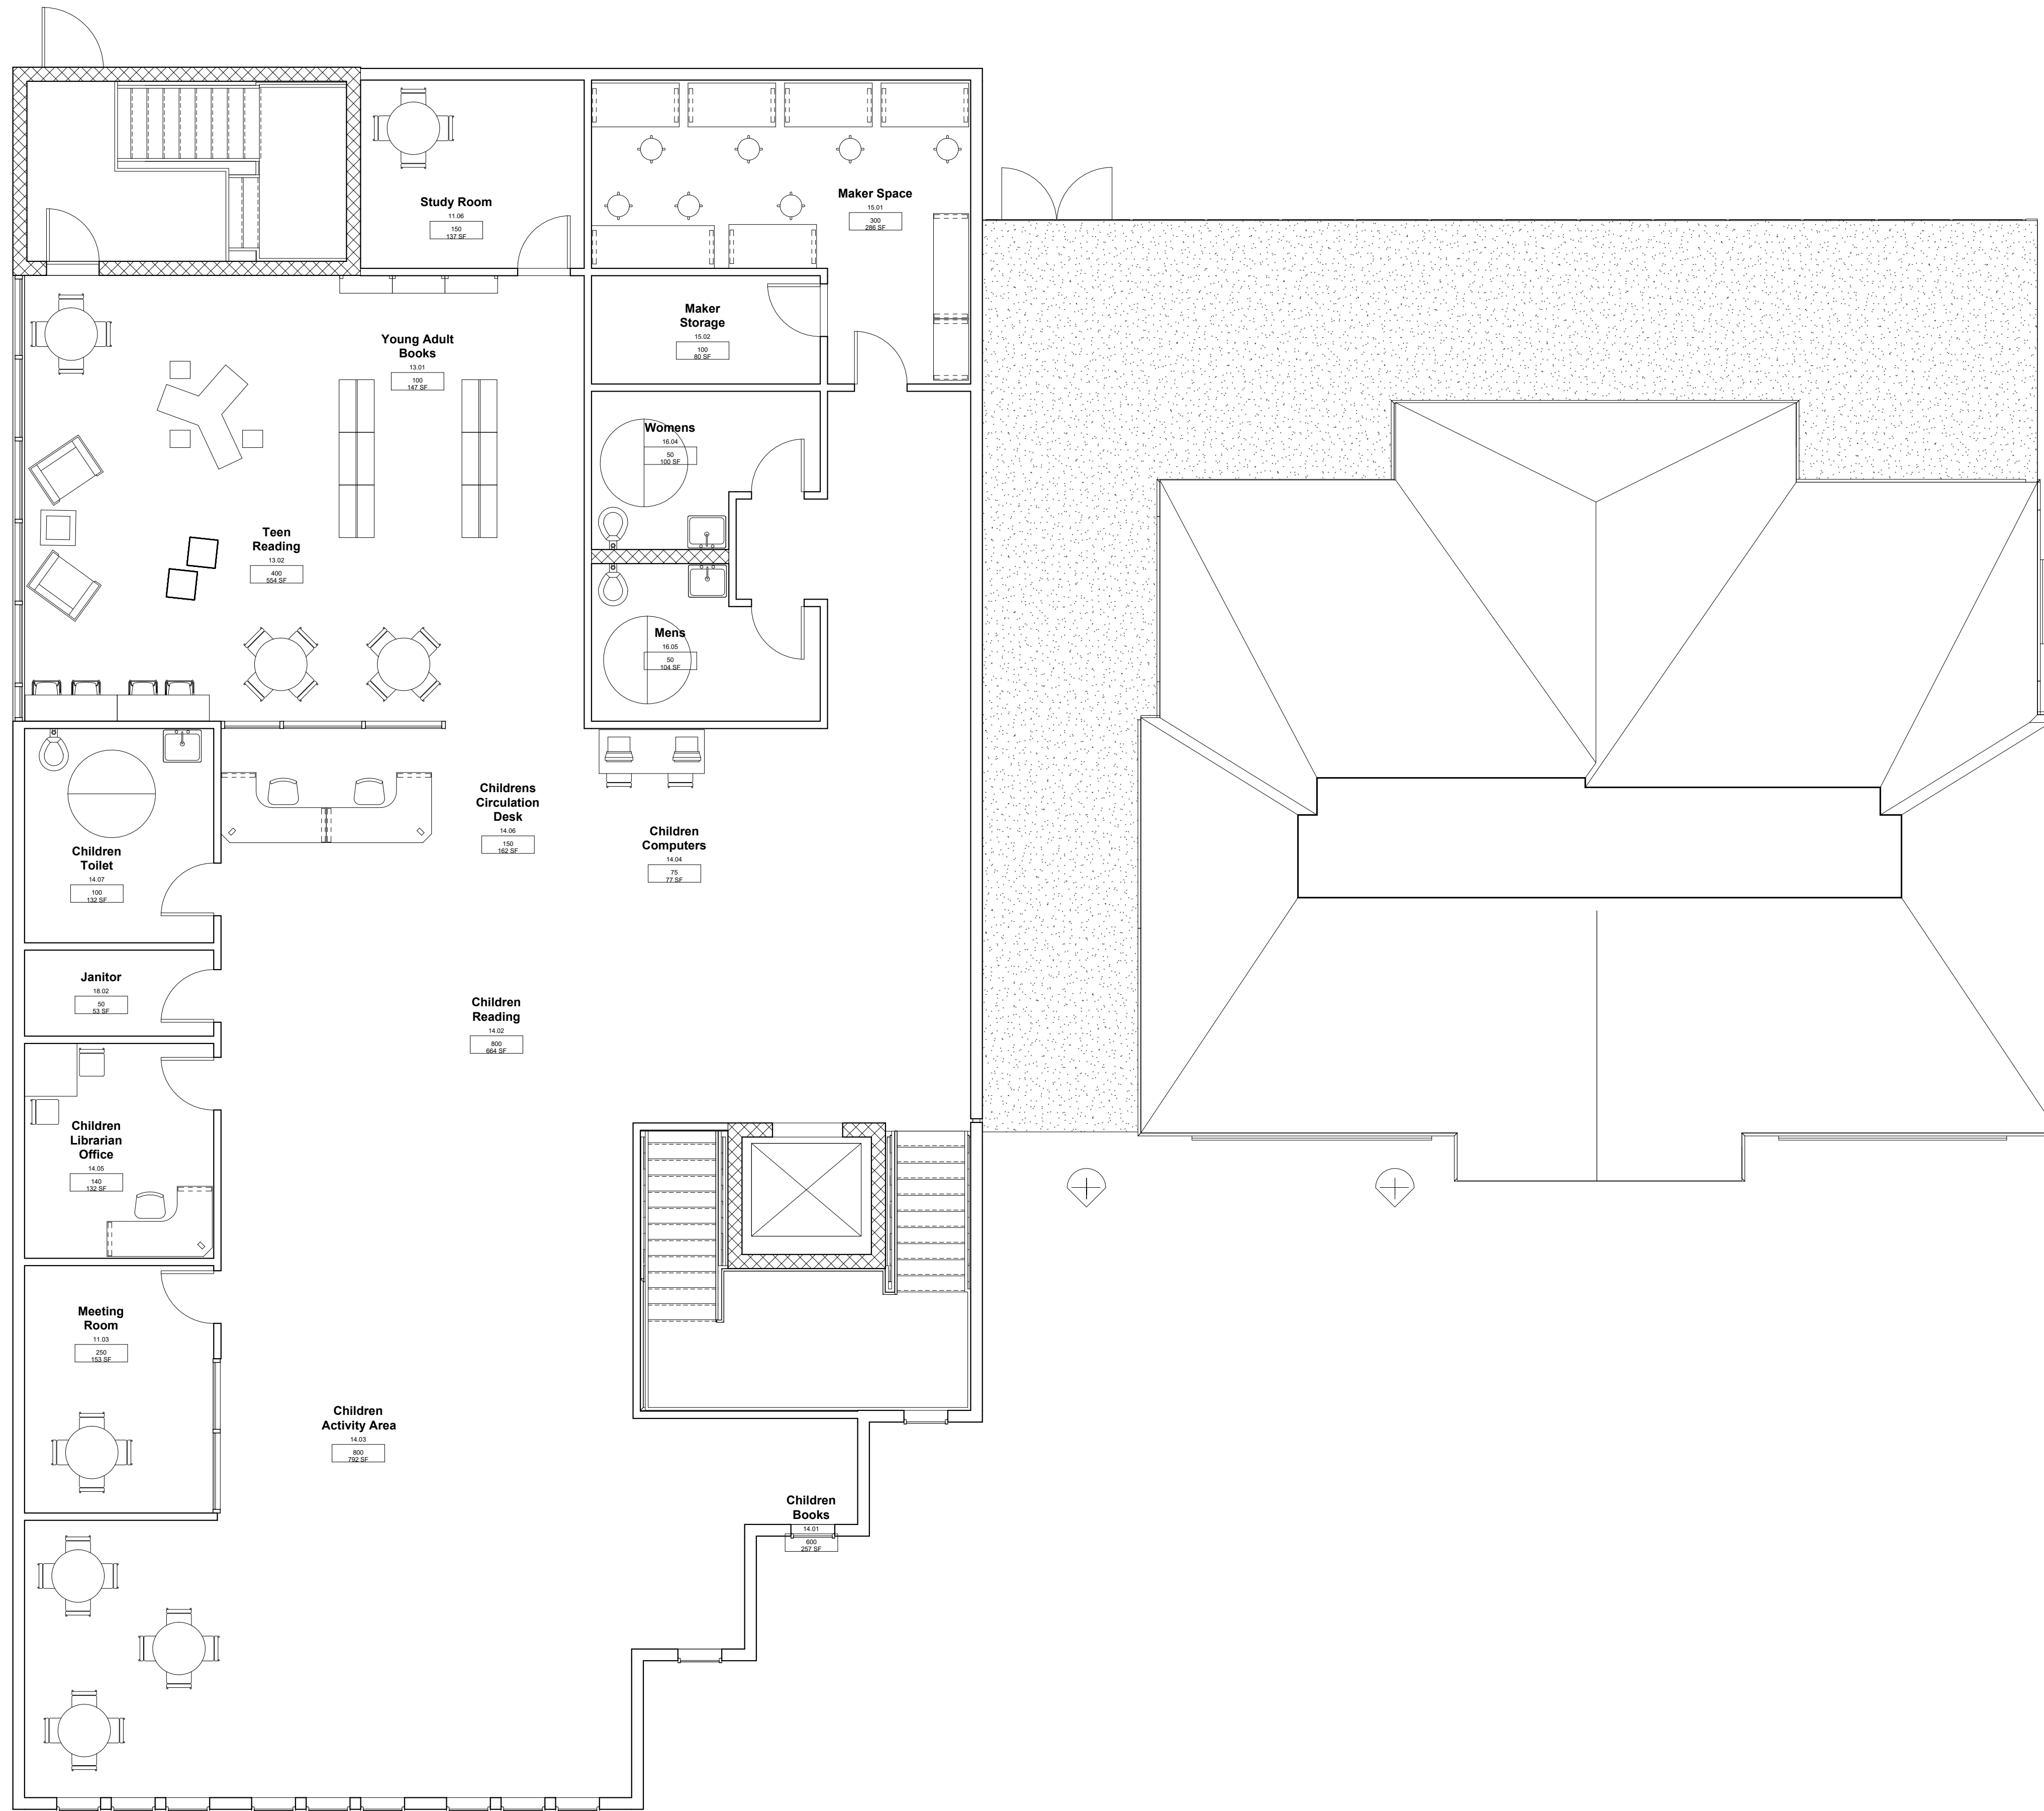 Study Room
11.06
150
137 SF
Maker Space
15.01
300
286 SF
Maker
Storage
15.02
100
80 SF
Young Adult
Books
13.01
100
147 SF
Womens
16.04
50
100 SF
Teen
Reading
13.02
400
554 SF
Mens
16.05
50
104 SF
Childrens
Circulation
Desk
14.06
150
162 SF
Children
Computers
14.04
75
77 SF
Children
Toilet
14.07
100
132 SF
Janitor
18.02
50
53 SF
Children
Reading
14.02
800
664 SF
Children
Librarian
Office
14.05
140
132 SF
Meeting
Room
11.03
250
153 SF
Children
Activity Area
14.03
800
792 SF
Children
Books
14.01
600
257 SF